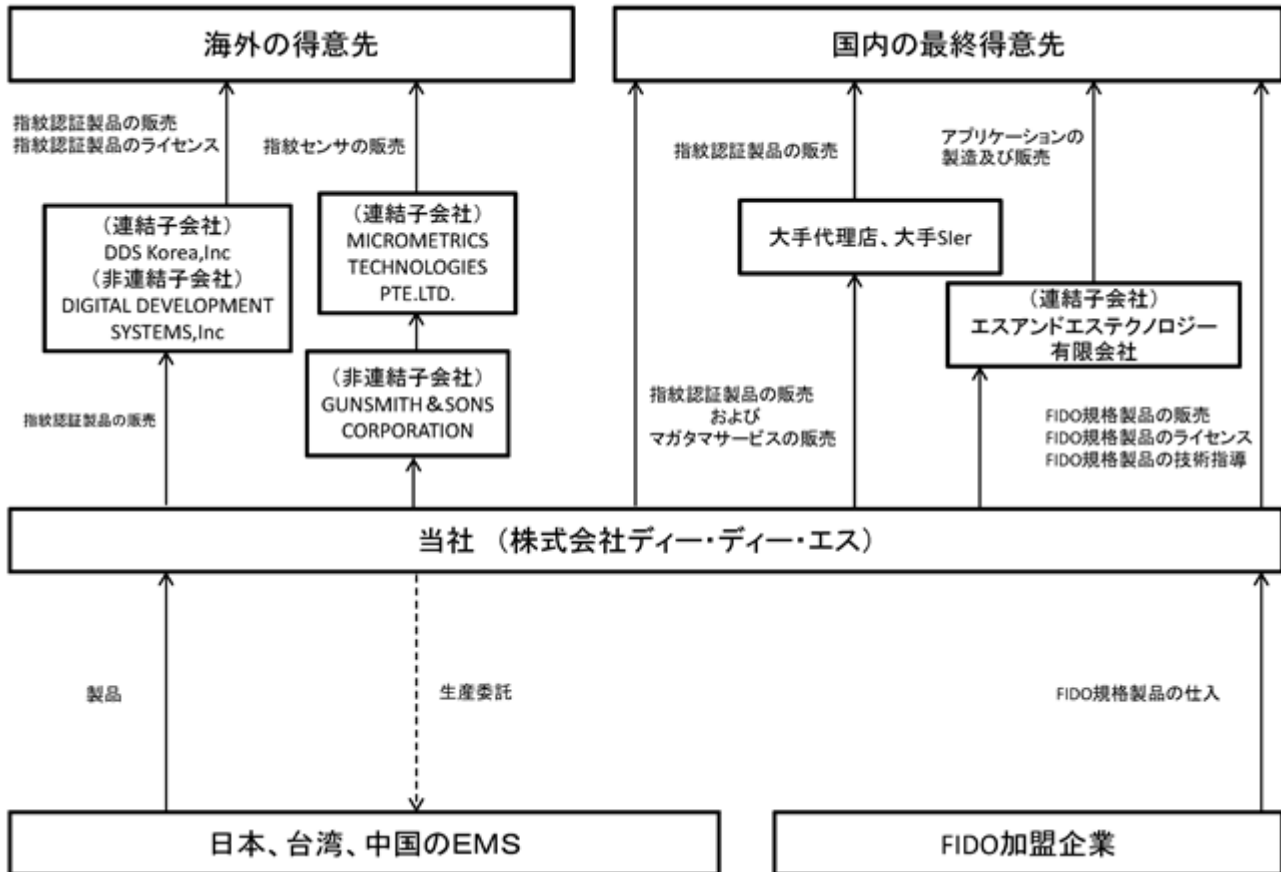 海外の得意先
国内の最終得意先
指紋認証製品の販売
指紋認証製品のライセンス
指紋センサの販売
指紋認証製品の販売
アプリケーションの
製造及び販売
（連結子会社）
DDS Korea,Inc
（非連結子会社）
DIGITAL DEVELOPMENT
SYSTEMS,Inc
（連結子会社）
MICROMETRICS
TECHNOLOGIES
PTE.LTD.
大手代理店、大手SIer
（連結子会社）
エスアンドエステクノロジー
有限会社
（非連結子会社）
GUNSMITH＆SONS
CORPORATION
指紋認証製品の販売
指紋認証製品の販売
および
マガタマサービスの販売
FIDO規格製品の販売
FIDO規格製品のライセンス
FIDO規格製品の技術指導
当社　（株式会社ディー・ディー・エス）
製品
生産委託
FIDO規格製品の仕入
日本、台湾、中国のEMS
FIDO加盟企業